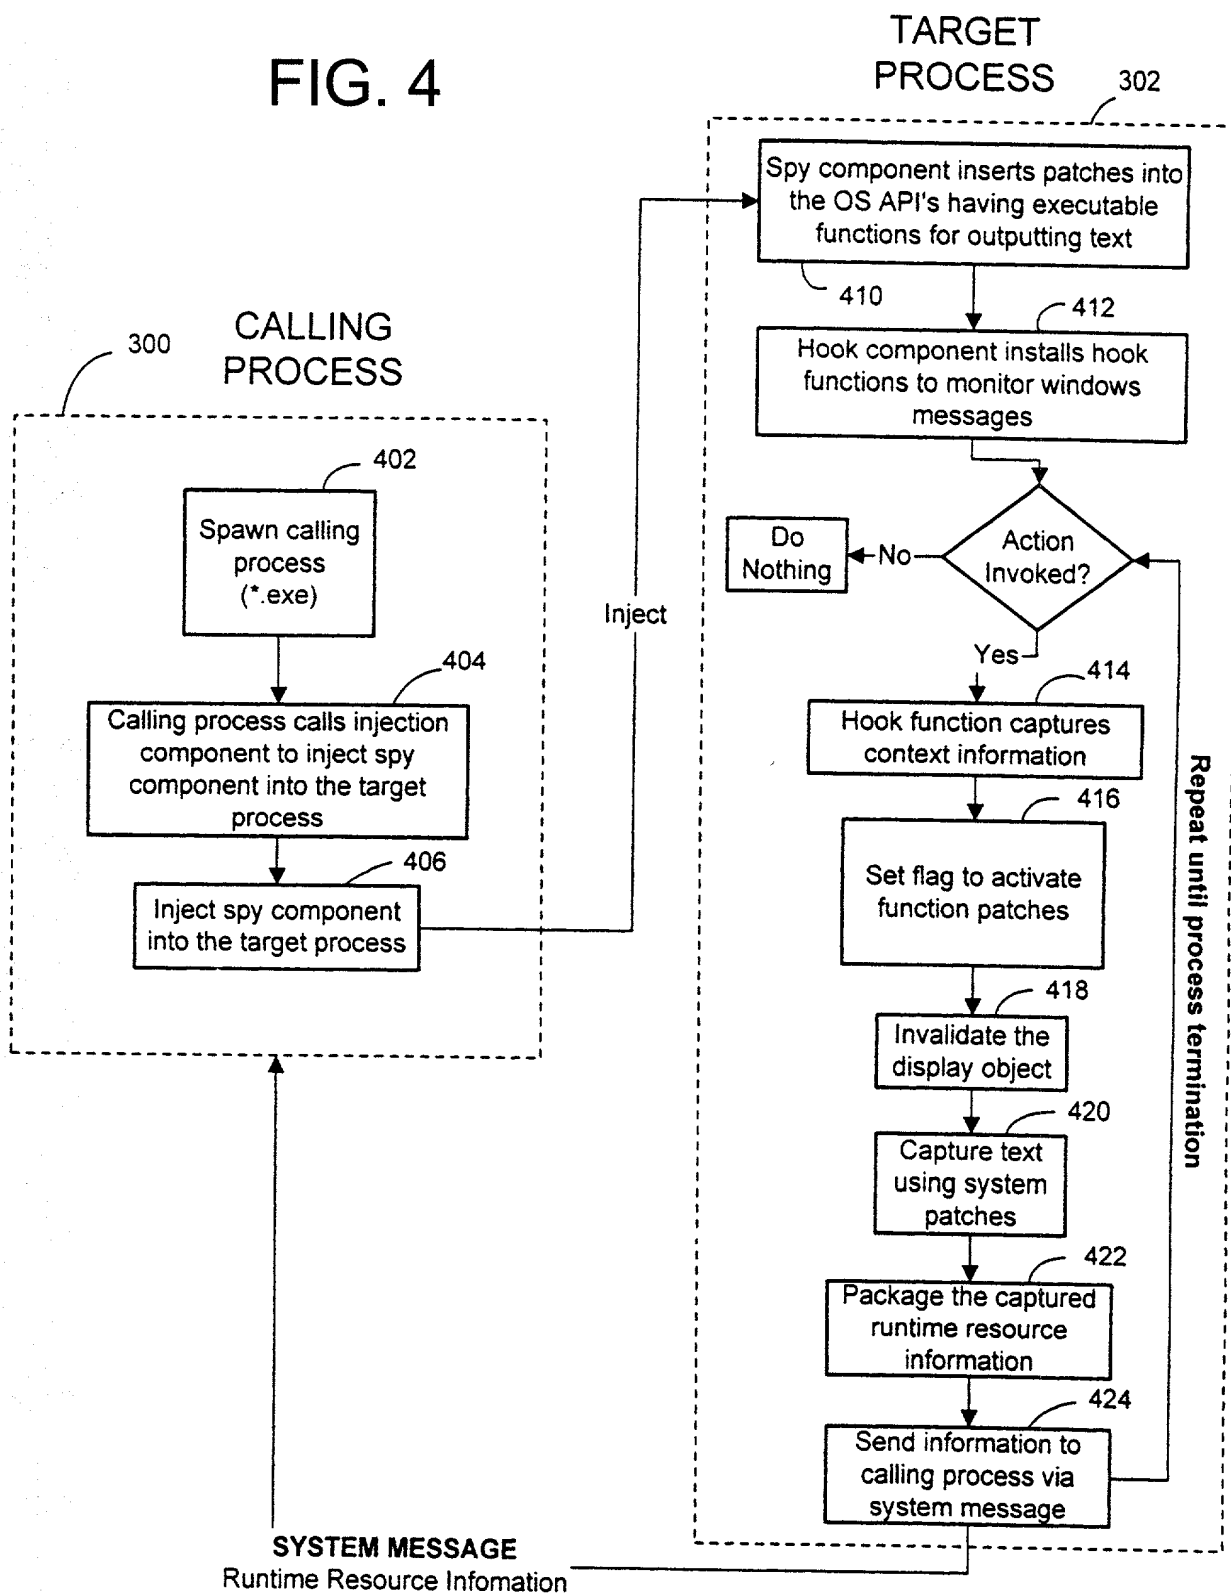 FIG. 4
TARGET
PROCESS
302
Spy component inserts patches into
the OS API's having executable
functions for outputting text
410
412
Hook component installs hook
functions to monitor windows
messages
CALLING
PROCESS
300
402
Spawn calling
process
(*.exe)
404
Calling process calls injection
component to inject spy
component into the target
process
406
Inject spy component
into the target process
Inject
Do
Nothing
No
Action
Invoked?
Yes
414
Hook function captures
context information
416
Set flag to activate
function patches
418
Invalidate the
display object
420
Capture text
using system
patches
422
Package the captured
runtime resource
information
424
Send information to
calling process via
system message
Repeat until process termination
SYSTEM MESSAGE
Runtime Resource Infomation